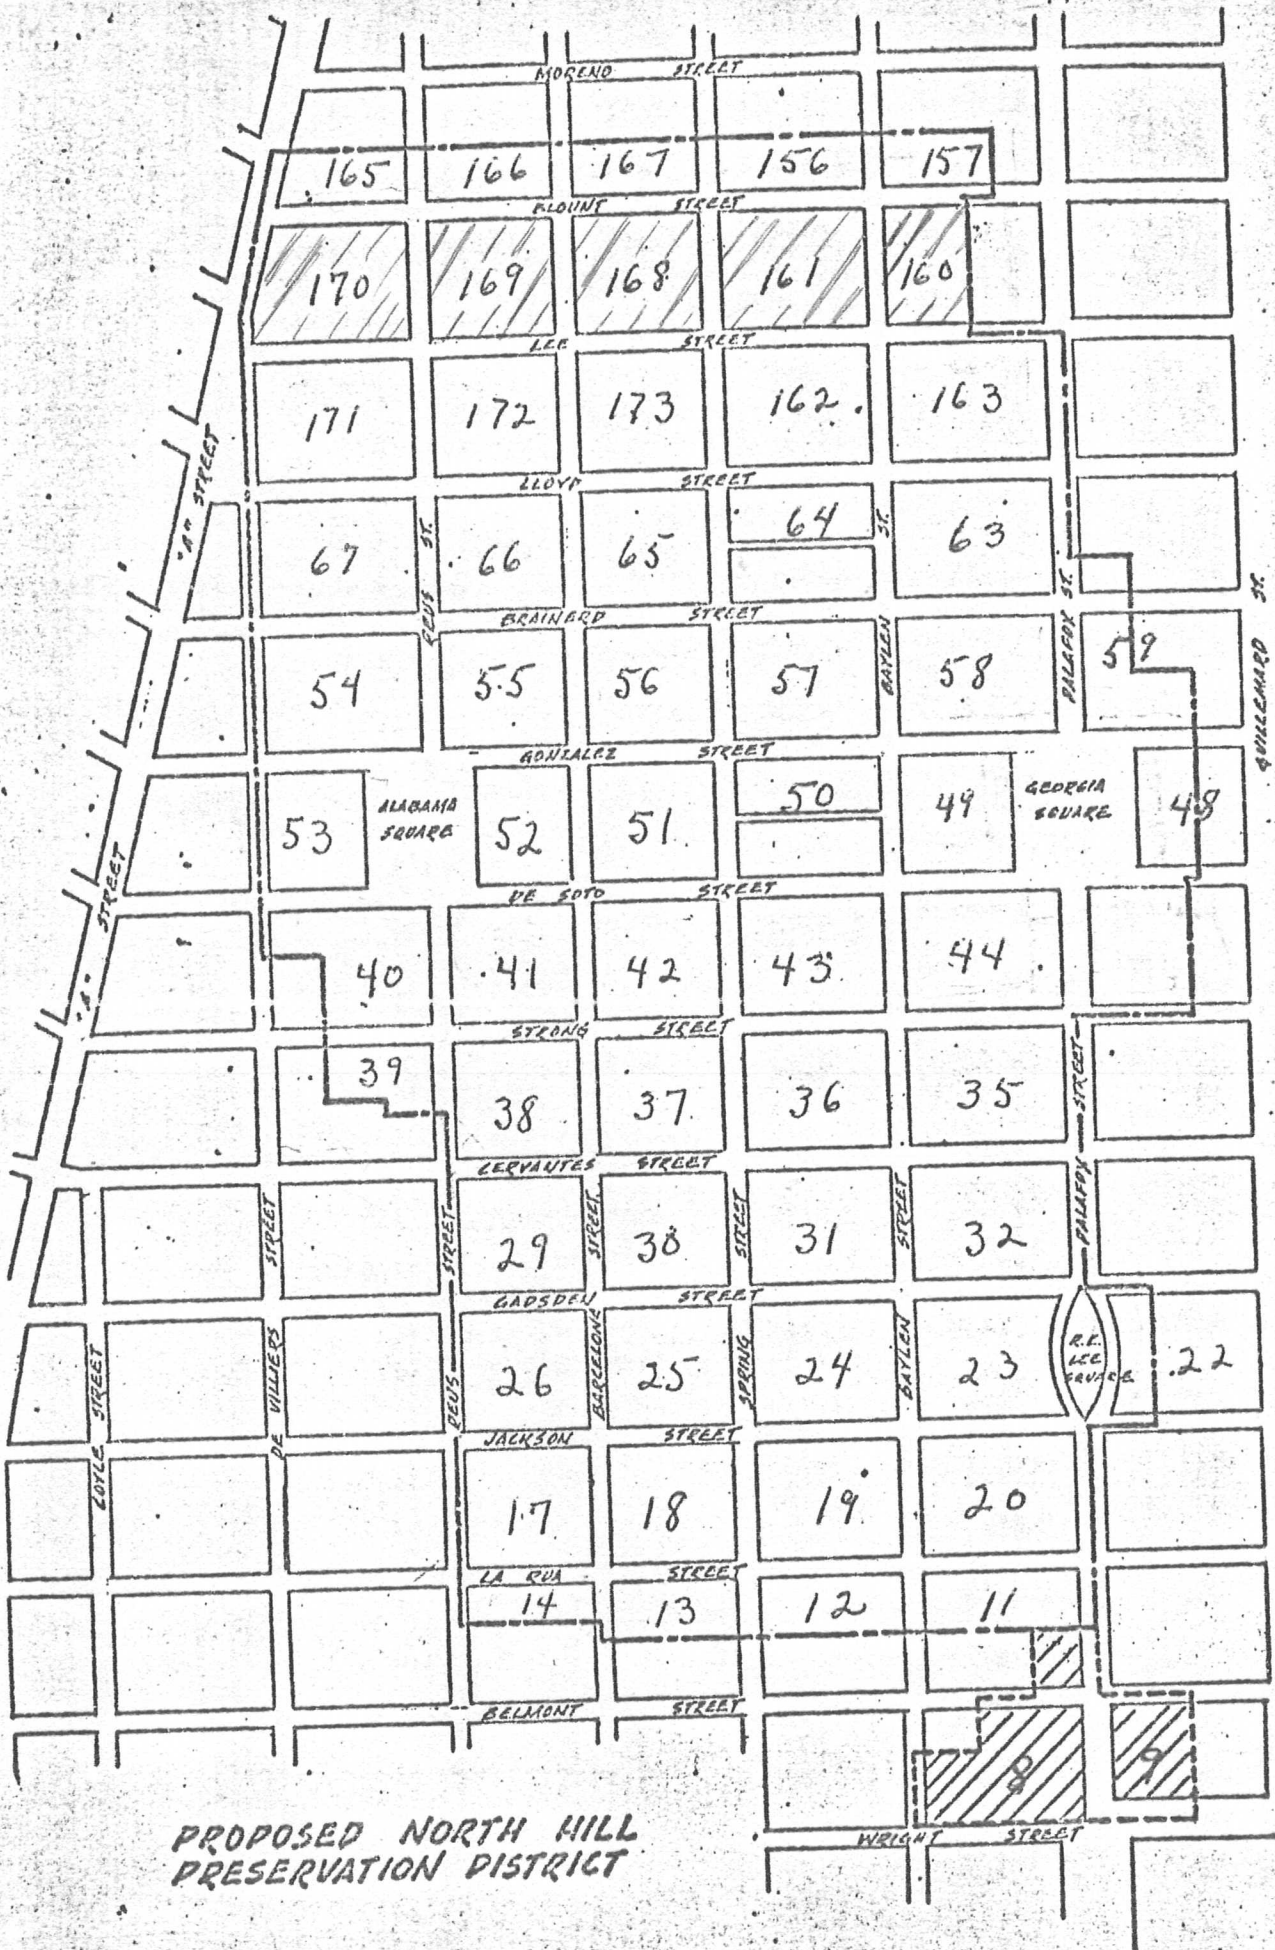 MORENO STREET
165 166 167 156 157
BLOUNT STREET
170 169 168 161 160
LEE STREET
171 172 173 162 163
LLOYD STREET
"A" STREET
67 REUS ST. 66 65 64 ST. 63
BRAINERD STREET
54 55 56 57 BAYLEN 58 PALAFOX ST. 59 GUILLEMARD ST.
GONZALEZ STREET
53 ALABAMA
SQUARE 52 51 50 49 GEORGIA
SQUARE 48
DE SOTO STREET
"A" STREET
40 41 42 43 44
STRONG STREET
39 38 37 36 35
CERVANTES STREET
29 30 31 32
GADSDEN STREET
COYLE STREET
DE VILLIERS STREET
REUS STREET
BARCELONE STREET
SPRING STREET
BAYLEN STREET
PALAFOX STREET
26 25 24 23 R.E.
LEE
SQUARE 22
JACKSON STREET
17 18 19 20
LA RUA STREET
14 13 12 11
BELMONT STREET
8 9
WRIGHT STREET
PROPOSED NORTH HILL
PRESERVATION DISTRICT